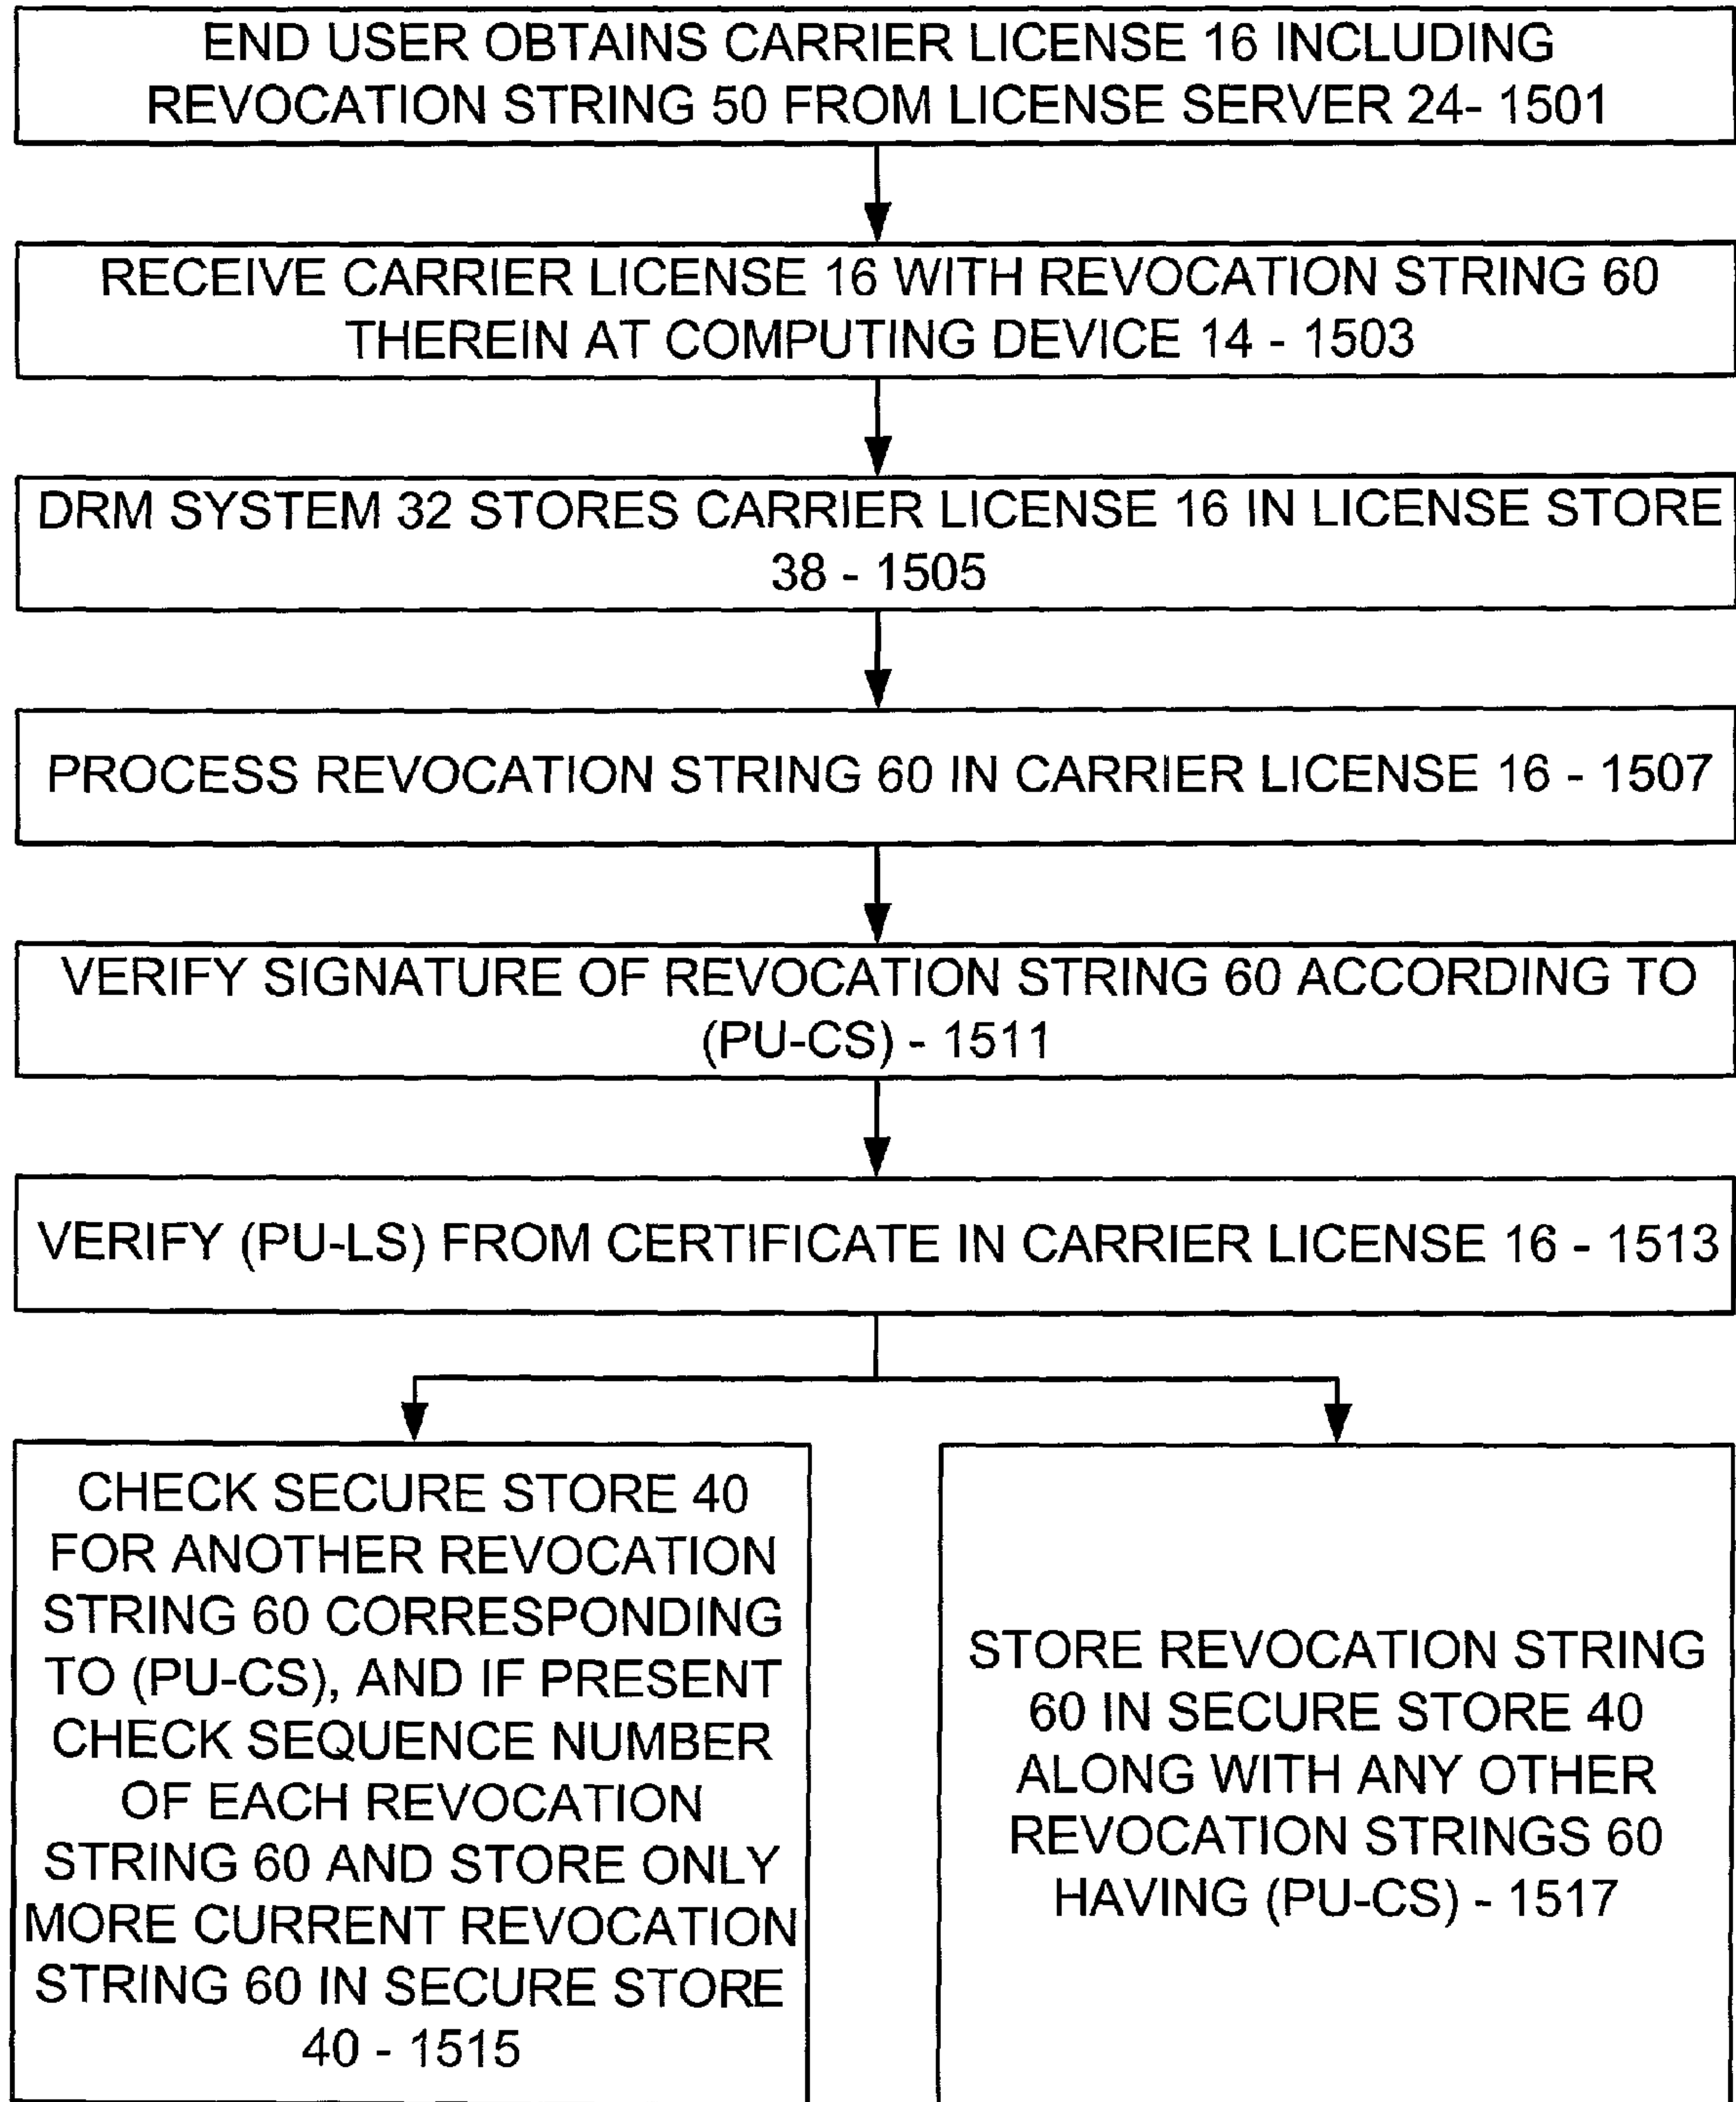 END USER OBTAINS CARRIER LICENSE 16 INCLUDING
REVOCATION STRING 50 FROM LICENSE SERVER 24- 1501
RECEIVE CARRIER LICENSE 16 WITH REVOCATION STRING 60
THEREIN AT COMPUTING DEVICE 14 - 1503
DRM SYSTEM 32 STORES CARRIER LICENSE 16 IN LICENSE STORE
38 - 1505
PROCESS REVOCATION STRING 60 IN CARRIER LICENSE 16 - 1507
VERIFY SIGNATURE OF REVOCATION STRING 60 ACCORDING TO
(PU-CS) - 1511
VERIFY (PU-LS) FROM CERTIFICATE IN CARRIER LICENSE 16 - 1513
CHECK SECURE STORE 40
FOR ANOTHER REVOCATION
STRING 60 CORRESPONDING
TO (PU-CS), AND IF PRESENT
CHECK SEQUENCE NUMBER
OF EACH REVOCATION
STRING 60 AND STORE ONLY
MORE CURRENT REVOCATION
STRING 60 IN SECURE STORE
40 - 1515
STORE REVOCATION STRING
60 IN SECURE STORE 40
ALONG WITH ANY OTHER
REVOCATION STRINGS 60
HAVING (PU-CS) - 1517